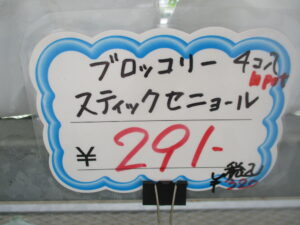 ブロッコリー 4コ入
スティックセニョール
¥ 291-
税込
¥